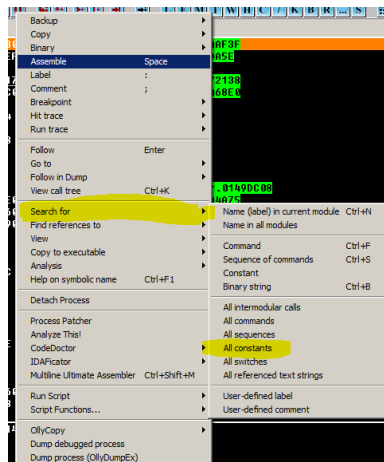 L E M T W H C / K B R ... S
Backup
Copy
Binary
Assemble Space
Label :
Comment ;
Breakpoint
Hit trace
Run trace
Follow Enter
Go to
Follow in Dump
View call tree Ctrl+K
Search for
Find references to
View
Copy to executable
Analysis
Help on symbolic name Ctrl+F1
Detach Process
Process Patcher
Analyze This!
CodeDoctor
IDAFicator
Multiline Ultimate Assembler Ctrl+Shift+M
Run Script
Script Functions...
OllyCopy
Dump debugged process
Dump process (OllyDumpEx)
Name (label) in current module Ctrl+N
Name in all modules
Command Ctrl+F
Sequence of commands Ctrl+S
Constant
Binary string Ctrl+B
All intermodular calls
All commands
All sequences
All constants
All switches
All referenced text strings
User-defined label
User-defined comment